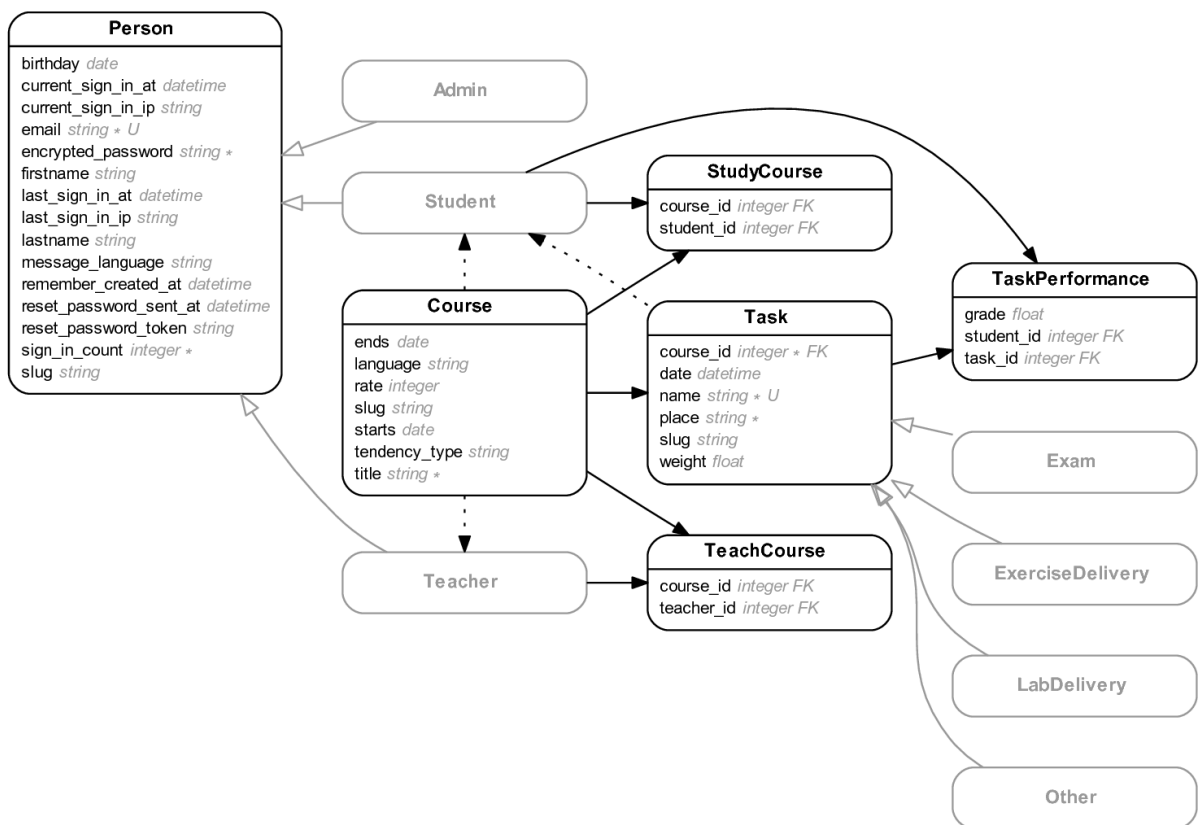 Person
birthday date
current_sign_in_at datetime
current_sign_in_ip string
email string * U
encrypted_password string *
firstname string
last_sign_in_at datetime
last_sign_in_ip string
lastname string
message_language string
remember_created_at datetime
reset_password_sent_at datetime
reset_password_token string
sign_in_count integer *
slug string
Admin
Student
Course
ends date
language string
rate integer
slug string
starts date
tendency_type string
title string *
Teacher
StudyCourse
course_id integer FK
student_id integer FK
Task
course_id integer * FK
date datetime
name string * U
place string *
slug string
weight float
TeachCourse
course_id integer FK
teacher_id integer FK
TaskPerformance
grade float
student_id integer FK
task_id integer FK
Exam
ExerciseDelivery
LabDelivery
Other